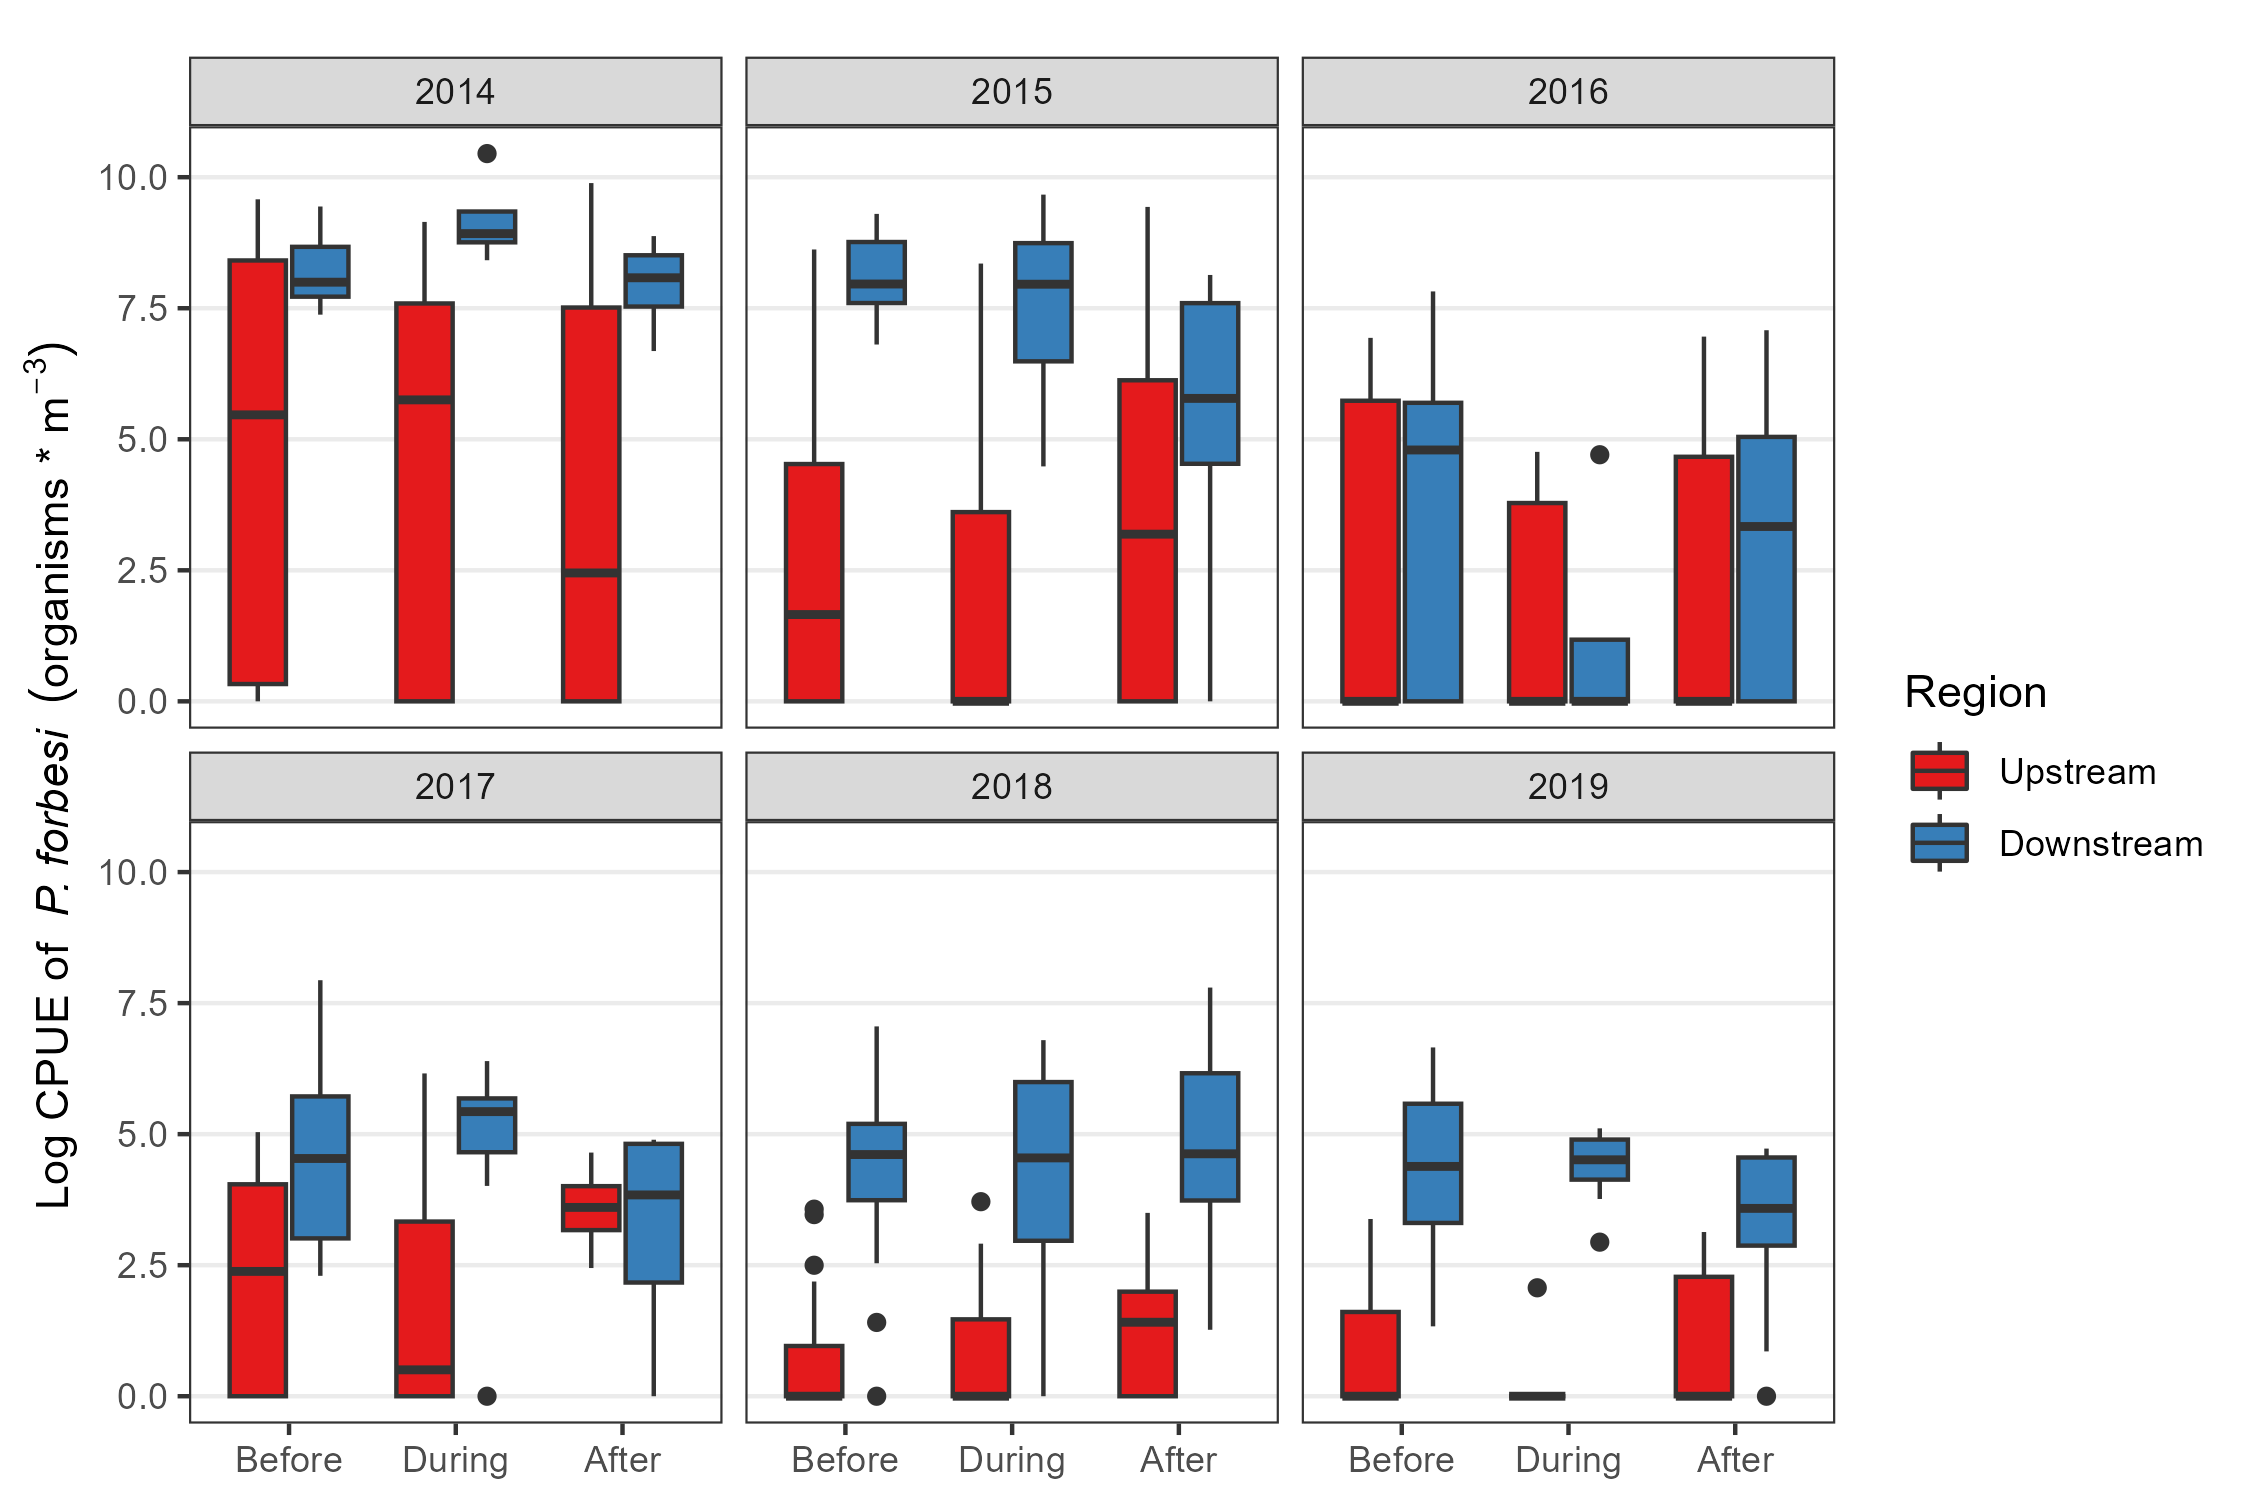 2014
2015
2016
10.0
7.5
5.0
2.5
0.0
2017
2018
2019
10.0
7.5
5.0
2.5
0.0
Before
During
After
Before
During
After
Before
During
After
Log CPUE of P. forbesi (organisms * m⁻³)
Region
Upstream
Downstream